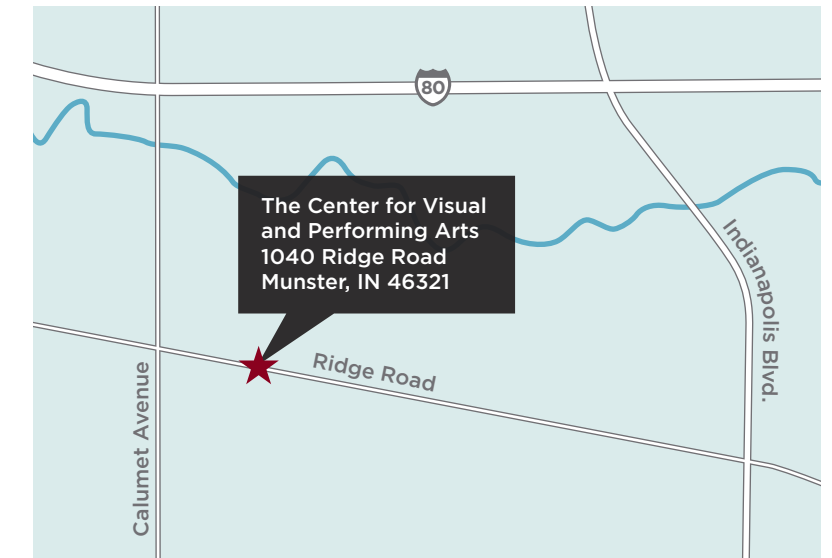 80
The Center for Visual
and Performing Arts
1040 Ridge Road
Munster, IN 46321
Indianapolis Blvd.
Ridge Road
Calumet Avenue